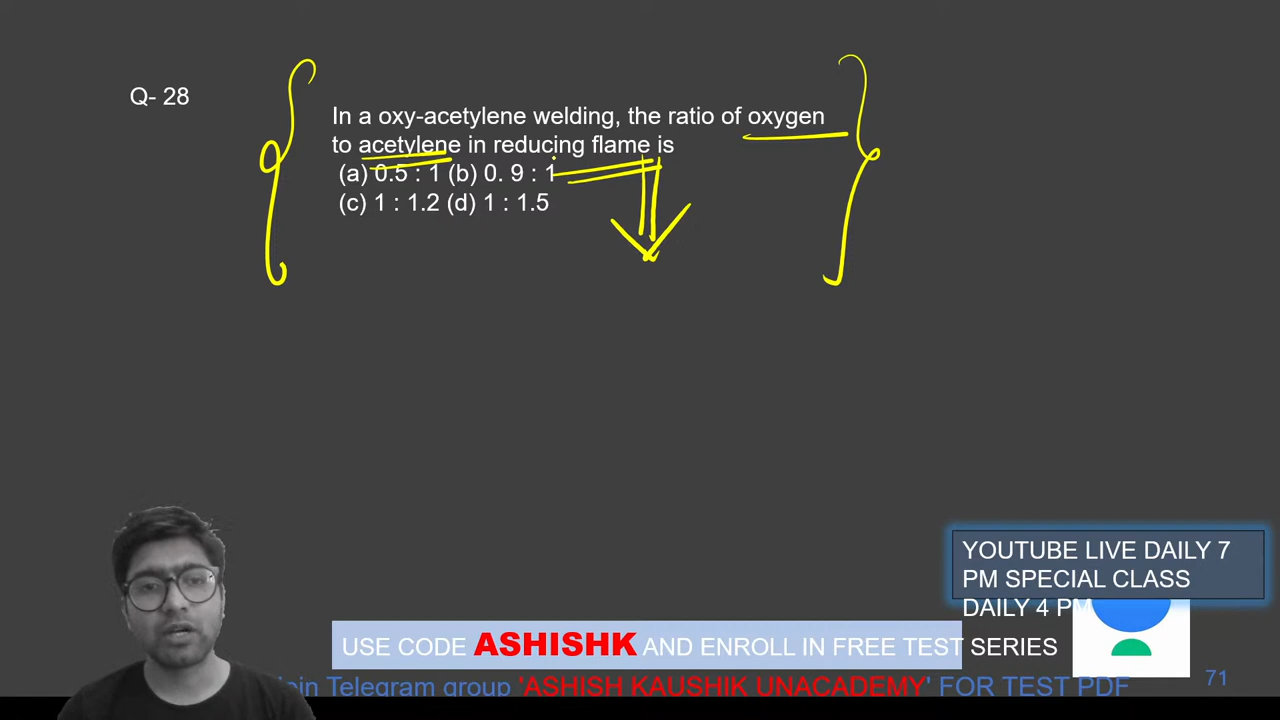 Q- 28
In a oxy-acetylene welding, the ratio of oxygen
to acetylene in reducing flame is
(a) 0.5 : 1 (b) 0. 9 : 1
(c) 1 : 1.2 (d) 1 : 1.5
YOUTUBE LIVE DAILY 7
PM SPECIAL CLASS
DAILY 4 PM
USE CODE ASHISHK AND ENROLL IN FREE TEST SERIES
Telegram group 'ASHISH KAUSHIK UNACADEMY' FOR TEST PDF
71